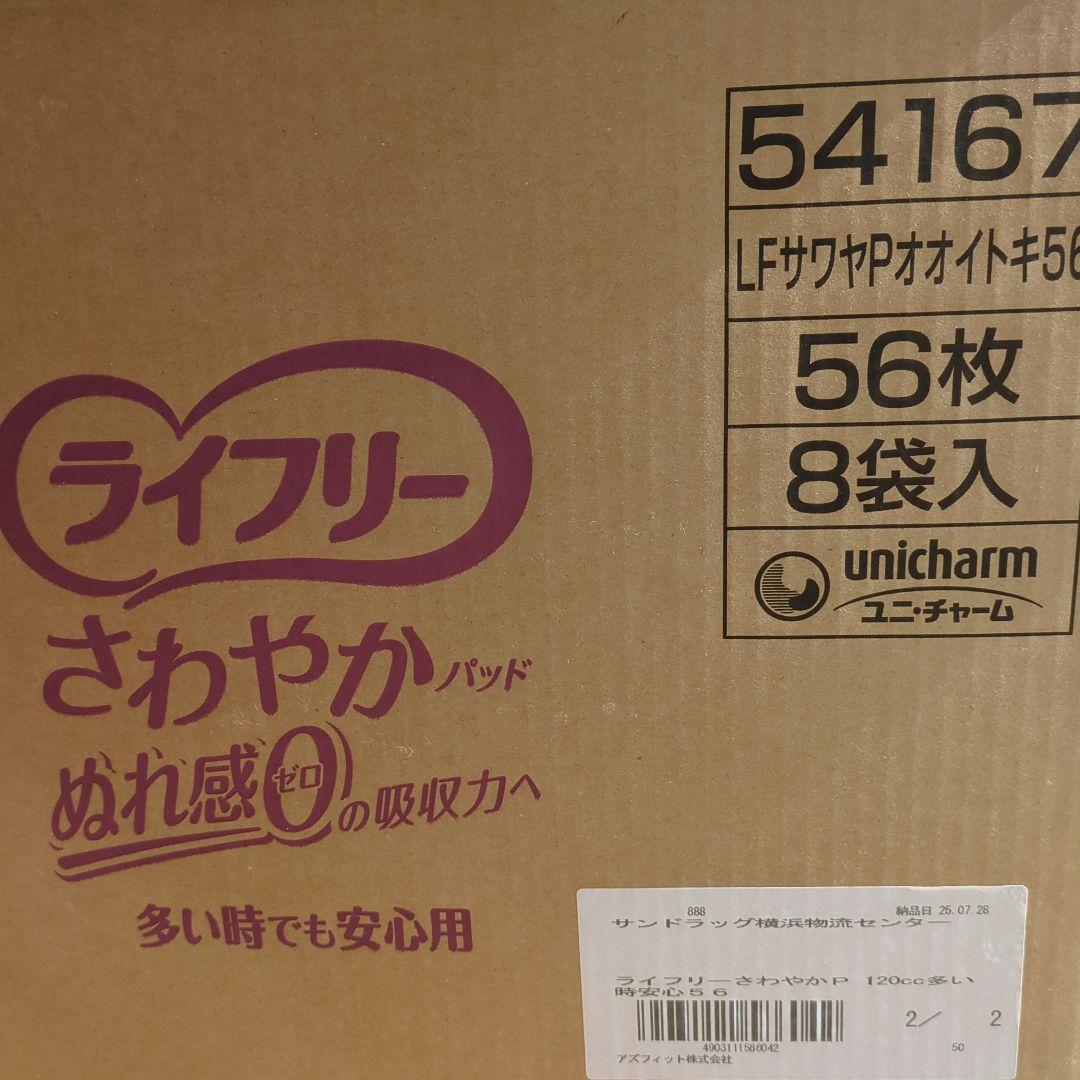 54167
LFサワヤPオオイトキ56
56枚
8袋入
unicharm
ユニ・チャーム
ライフリー
さわやかパッド
ぬれ感0ゼロの吸収力へ
多い時でも安心用
888 納品日 25.07.28
サンドラッグ横浜物流センター
ライフリーさわやかP 120cc多い
時安心56
2/ 2
4903111586042
50
アズフィット株式会社